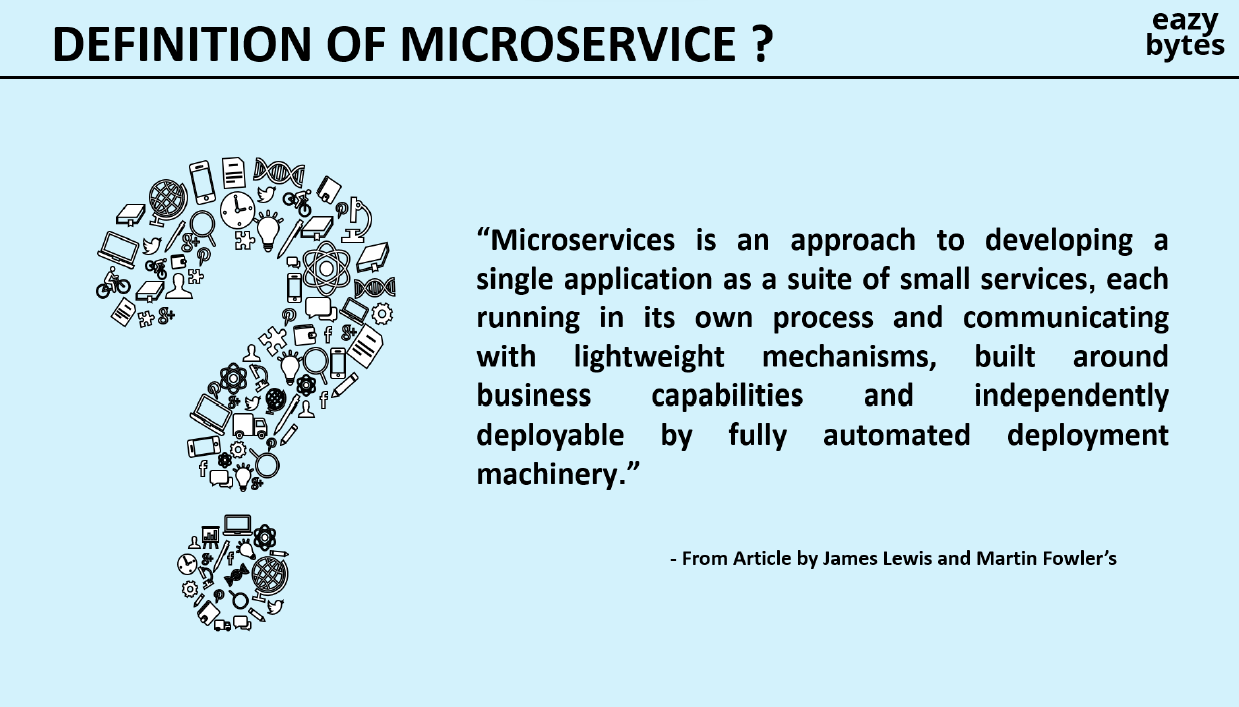 DEFINITION OF MICROSERVICE ?
eazy
bytes
“Microservices is an approach to developing a
single application as a suite of small services, each
running in its own process and communicating
with lightweight mechanisms, built around
business capabilities and independently
deployable by fully automated deployment
machinery.”
- From Article by James Lewis and Martin Fowler’s